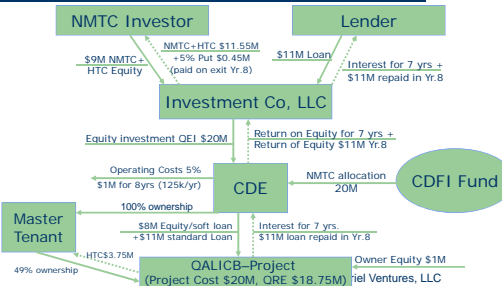 NMTC Investor
Lender
$9M NMTC+
HTC Equity
NMTC+HTC $11.55M
+5% Put $0.45M
(paid on exit Yr.8)
$11M Loan
Interest for 7 yrs +
$11M repaid in Yr.8
Investment Co, LLC
Equity investment QEI $20M
Return on Equity for 7 yrs +
Return of Equity $11M Yr.8
Operating Costs 5%
$1M for 8yrs (125k/yr)
CDE
NMTC allocation
20M
CDFI Fund
100% ownership
Master
Tenant
$8M Equity/soft loan
+$11M standard Loan
Interest for 7 yrs.
$11M loan repaid in Yr.8
HTC$3.75M
49% ownership
QALICB—Project
(Project Cost $20M, QRE $18.75M)
Owner Equity $1M
riel Ventures, LLC